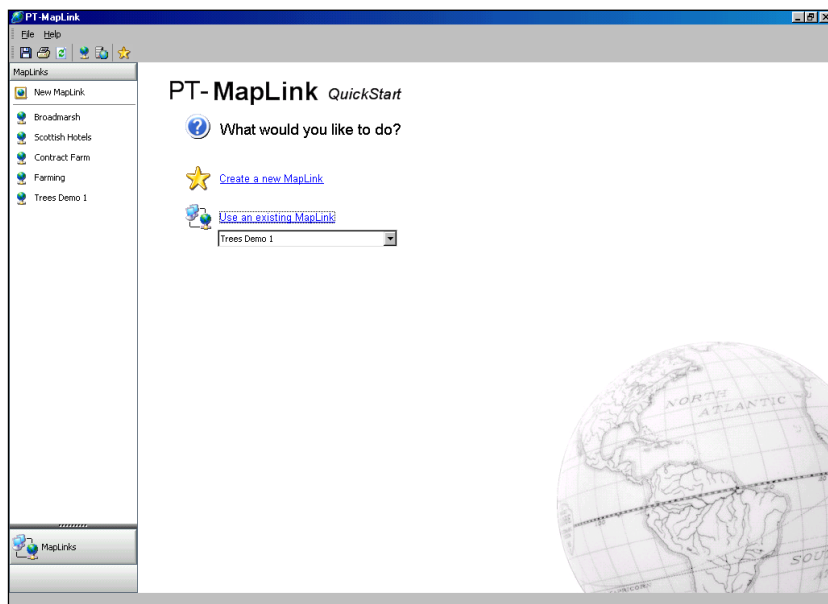 PT-MapLink
File Help
MapLinks
New MapLink
Broadmarsh
Scottish Hotels
Contract Farm
Farming
Trees Demo 1
MapLinks
PT-MapLink QuickStart
What would you like to do?
Create a new MapLink
Use an existing MapLink
Trees Demo 1
NORTH
ATLANTIC
SOU